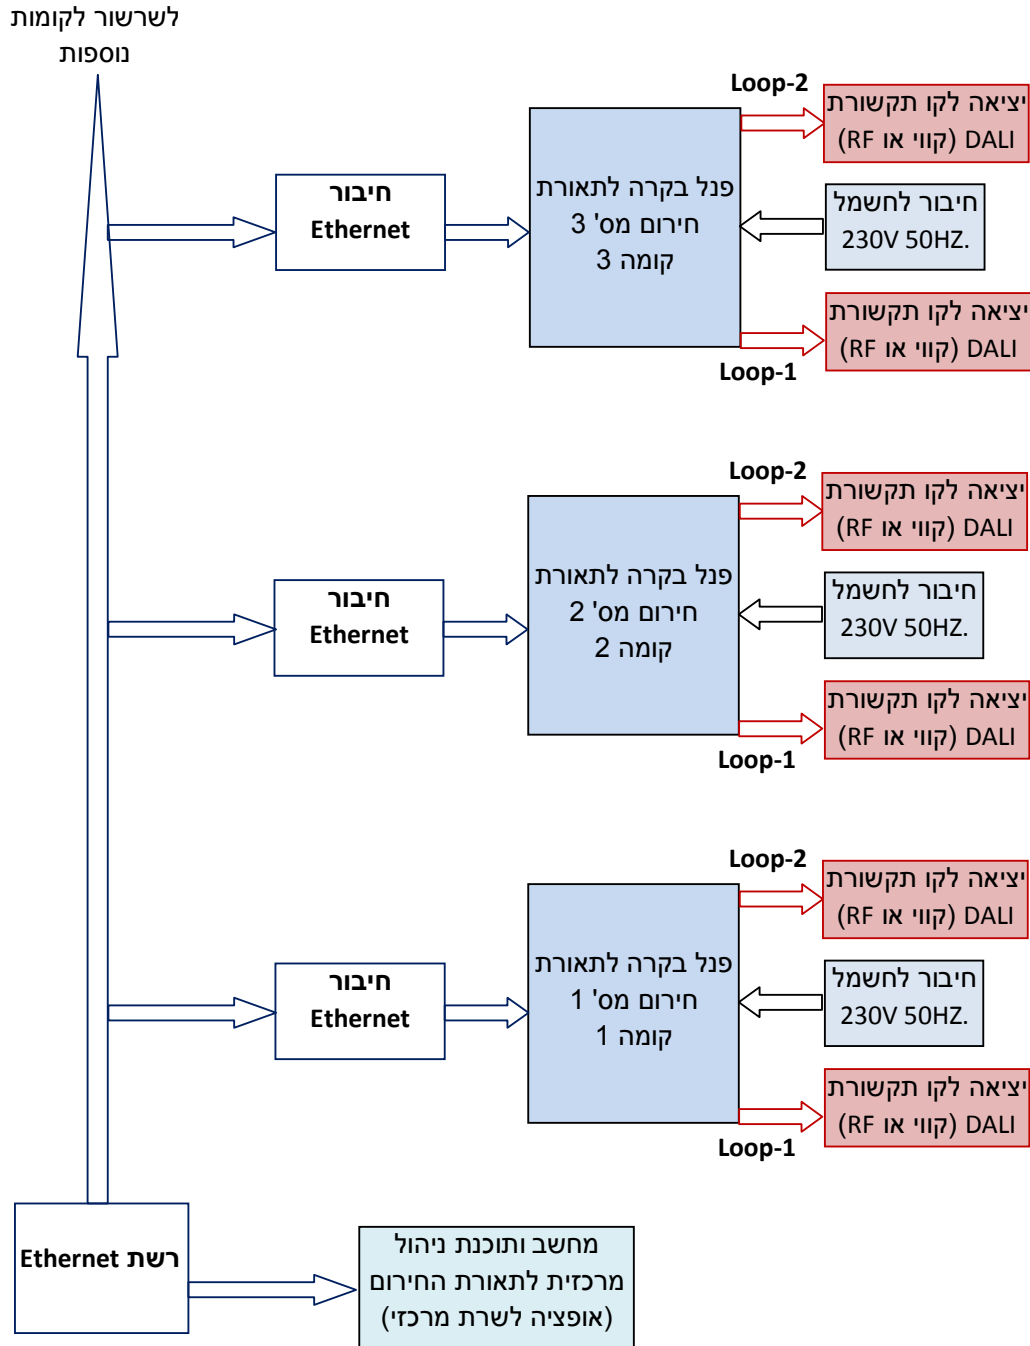 לשרשור לקומות
נוספות
Loop-2
יציאה לקו תקשורת
DALI (קווי או RF)
חיבור
Ethernet
פנל בקרה לתאורת
חירום מס' 3
קומה 3
חיבור לחשמל
230V 50HZ.
יציאה לקו תקשורת
DALI (קווי או RF)
Loop-1
Loop-2
יציאה לקו תקשורת
DALI (קווי או RF)
חיבור
Ethernet
פנל בקרה לתאורת
חירום מס' 2
קומה 2
חיבור לחשמל
230V 50HZ.
יציאה לקו תקשורת
DALI (קווי או RF)
Loop-1
Loop-2
יציאה לקו תקשורת
DALI (קווי או RF)
חיבור
Ethernet
פנל בקרה לתאורת
חירום מס' 1
קומה 1
חיבור לחשמל
230V 50HZ.
יציאה לקו תקשורת
DALI (קווי או RF)
Loop-1
רשת Ethernet
מחשב ותוכנת ניהול
מרכזית לתאורת החירום
(אופציה לשרת מרכזי)